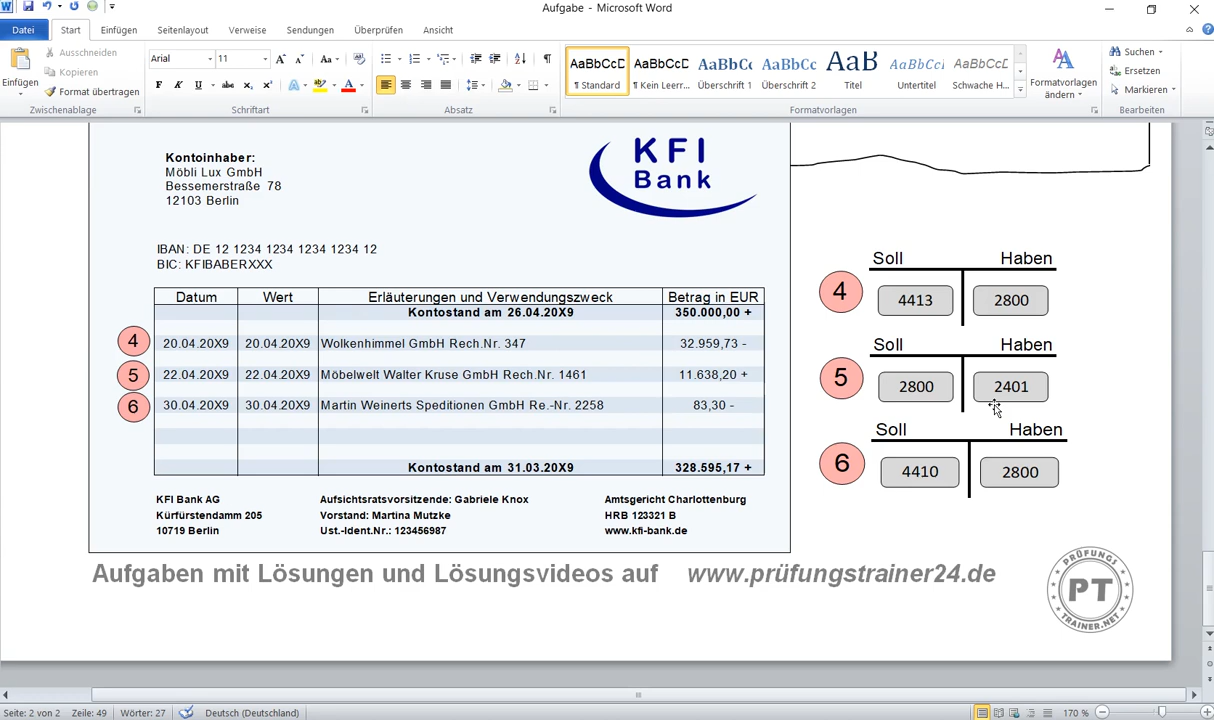 Aufgabe - Microsoft Word
Datei Start Einfügen Seitenlayout Verweise Sendungen Überprüfen Ansicht
Einfügen
Ausschneiden
Kopieren
Format übertragen
Zwischenablage
Arial 11
Schriftart
Absatz
AaBbCcD AaBbCcD AaBbCc AaBbCc AaB AaBbCcI AaBbCcD
¶ Standard ¶ Kein Leerr... Überschrift 1 Überschrift 2 Titel Untertitel Schwache H...
Formatvorlagen
Formatvorlagen ändern
Suchen
Ersetzen
Markieren
Bearbeiten
Kontoinhaber:
Möbli Lux GmbH
Bessemerstraße 78
12103 Berlin
KFI
Bank
IBAN: DE 12 1234 1234 1234 1234 12
BIC: KFIBABERXXX
Datum Wert Erläuterungen und Verwendungszweck Betrag in EUR
Kontostand am 26.04.20X9 350.000,00 +
4 20.04.20X9 20.04.20X9 Wolkenhimmel GmbH Rech.Nr. 347 32.959,73 -
5 22.04.20X9 22.04.20X9 Möbelwelt Walter Kruse GmbH Rech.Nr. 1461 11.638,20 +
6 30.04.20X9 30.04.20X9 Martin Weinerts Speditionen GmbH Re.-Nr. 2258 83,30 -
Kontostand am 31.03.20X9 328.595,17 +
KFI Bank AG
Kürfürstendamm 205
10719 Berlin
Aufsichtsratsvorsitzende: Gabriele Knox
Vorstand: Martina Mutzke
Ust.-Ident.Nr.: 123456987
Amtsgericht Charlottenburg
HRB 123321 B
www.kfi-bank.de
Soll Haben
4 4413 2800
Soll Haben
5 2800 2401
Soll Haben
6 4410 2800
Aufgaben mit Lösungen und Lösungsvideos auf www.prüfungstrainer24.de
PRÜFUNGS
PT
TRAINER.NET
Seite: 2 von 2 Zeile: 49 Wörter: 27 Deutsch (Deutschland) 170 %